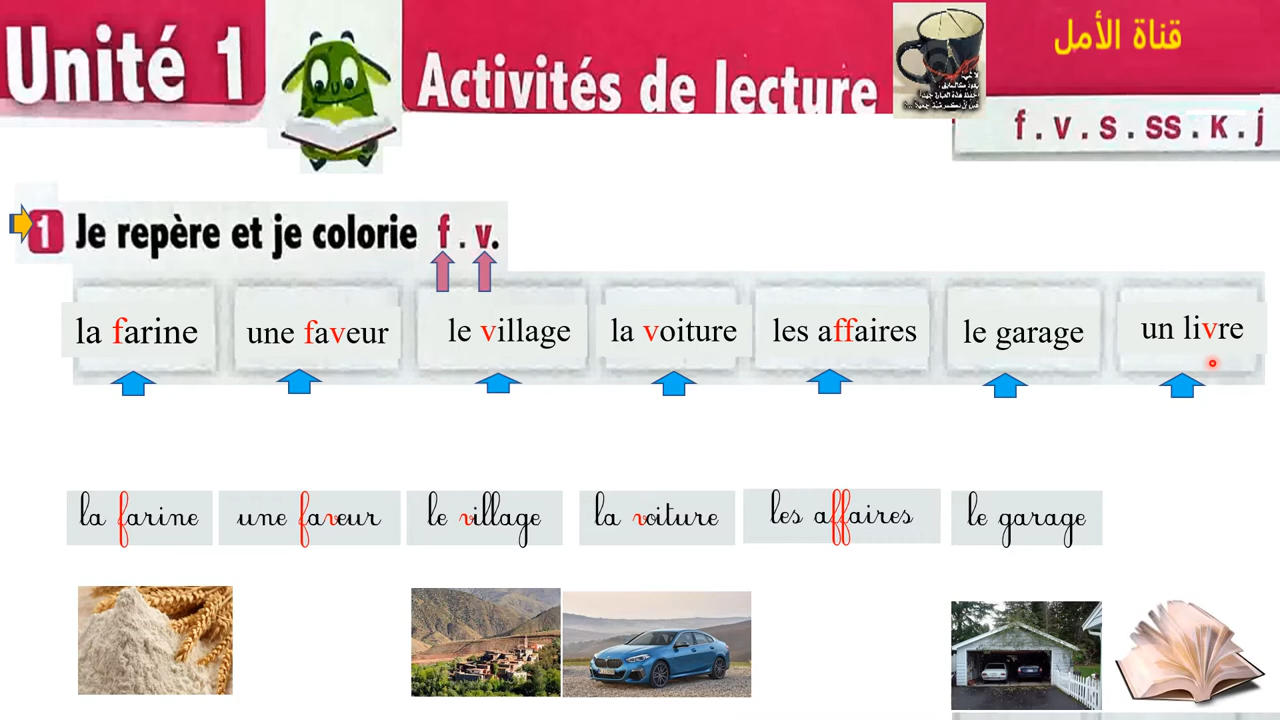 Unité 1
Activités de lecture
قناة الأمل
f . v . s . ss . k . j
1 Je repère et je colorie f . v.
la farine
une faveur
le village
la voiture
les affaires
le garage
un livre
la farine
une faveur
le village
la voiture
les affaires
le garage